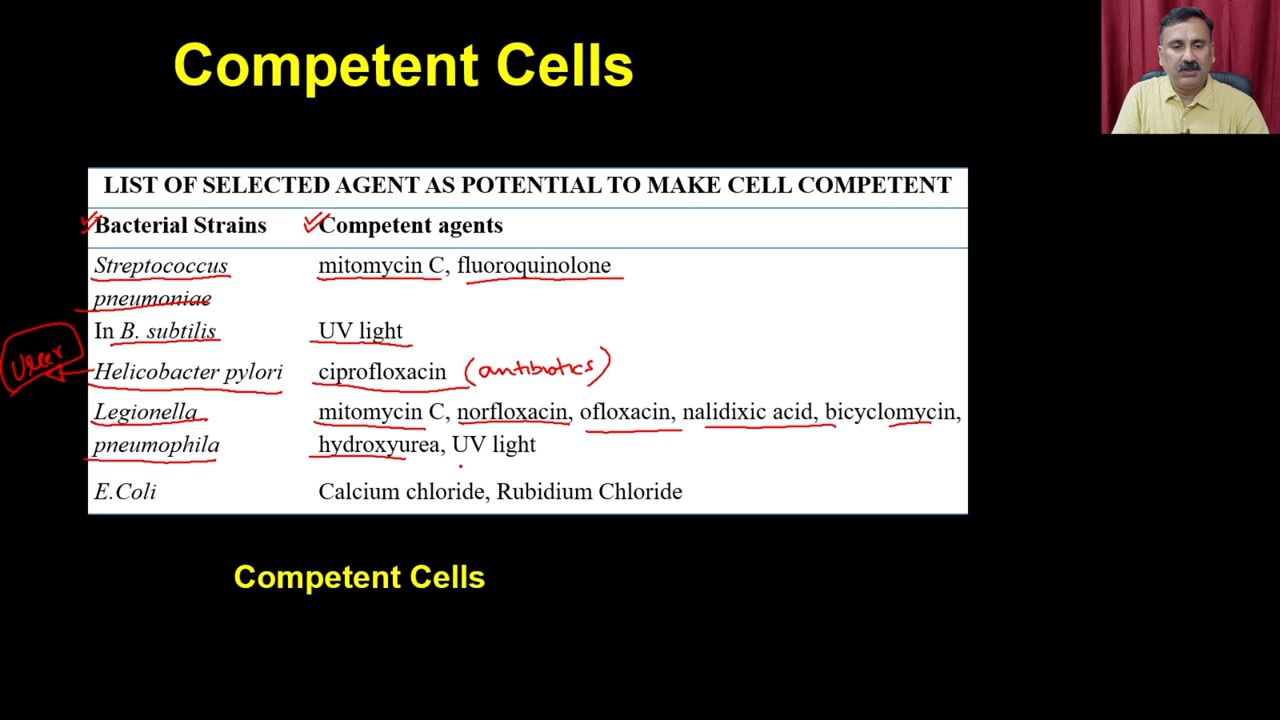 Competent Cells
LIST OF SELECTED AGENT AS POTENTIAL TO MAKE CELL COMPETENT
Bacterial Strains Competent agents
Streptococcus mitomycin C, fluoroquinolone
pneumoniae
In B. subtilis UV light
Ulcer
Helicobacter pylori ciprofloxacin (antibiotics)
Legionella mitomycin C, norfloxacin, ofloxacin, nalidixic acid, bicyclomycin,
pneumophila hydroxyurea, UV light
E.Coli Calcium chloride, Rubidium Chloride
Competent Cells